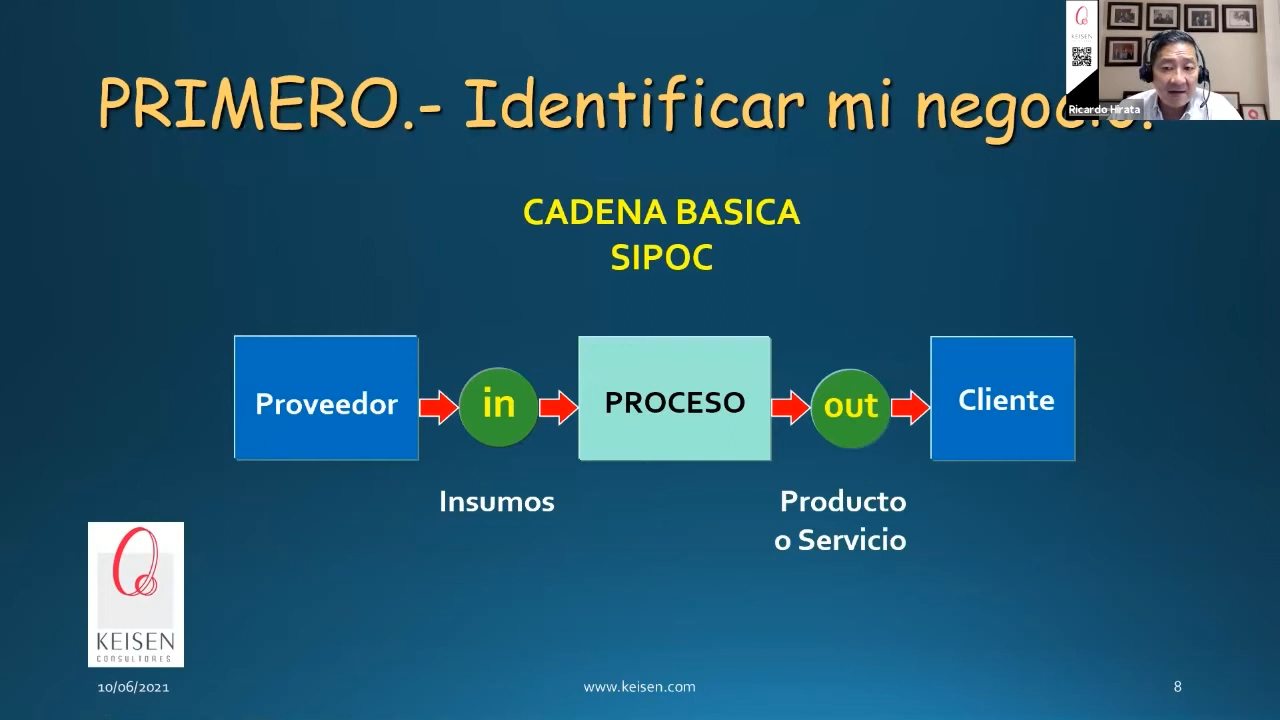 PRIMERO.- Identificar mi negocio.
KEISEN
Ricardo Hirata
CADENA BASICA
SIPOC
Proveedor
in
PROCESO
out
Cliente
Insumos
Producto
o Servicio
KEISEN
CONSULTORES
10/06/2021
www.keisen.com
8